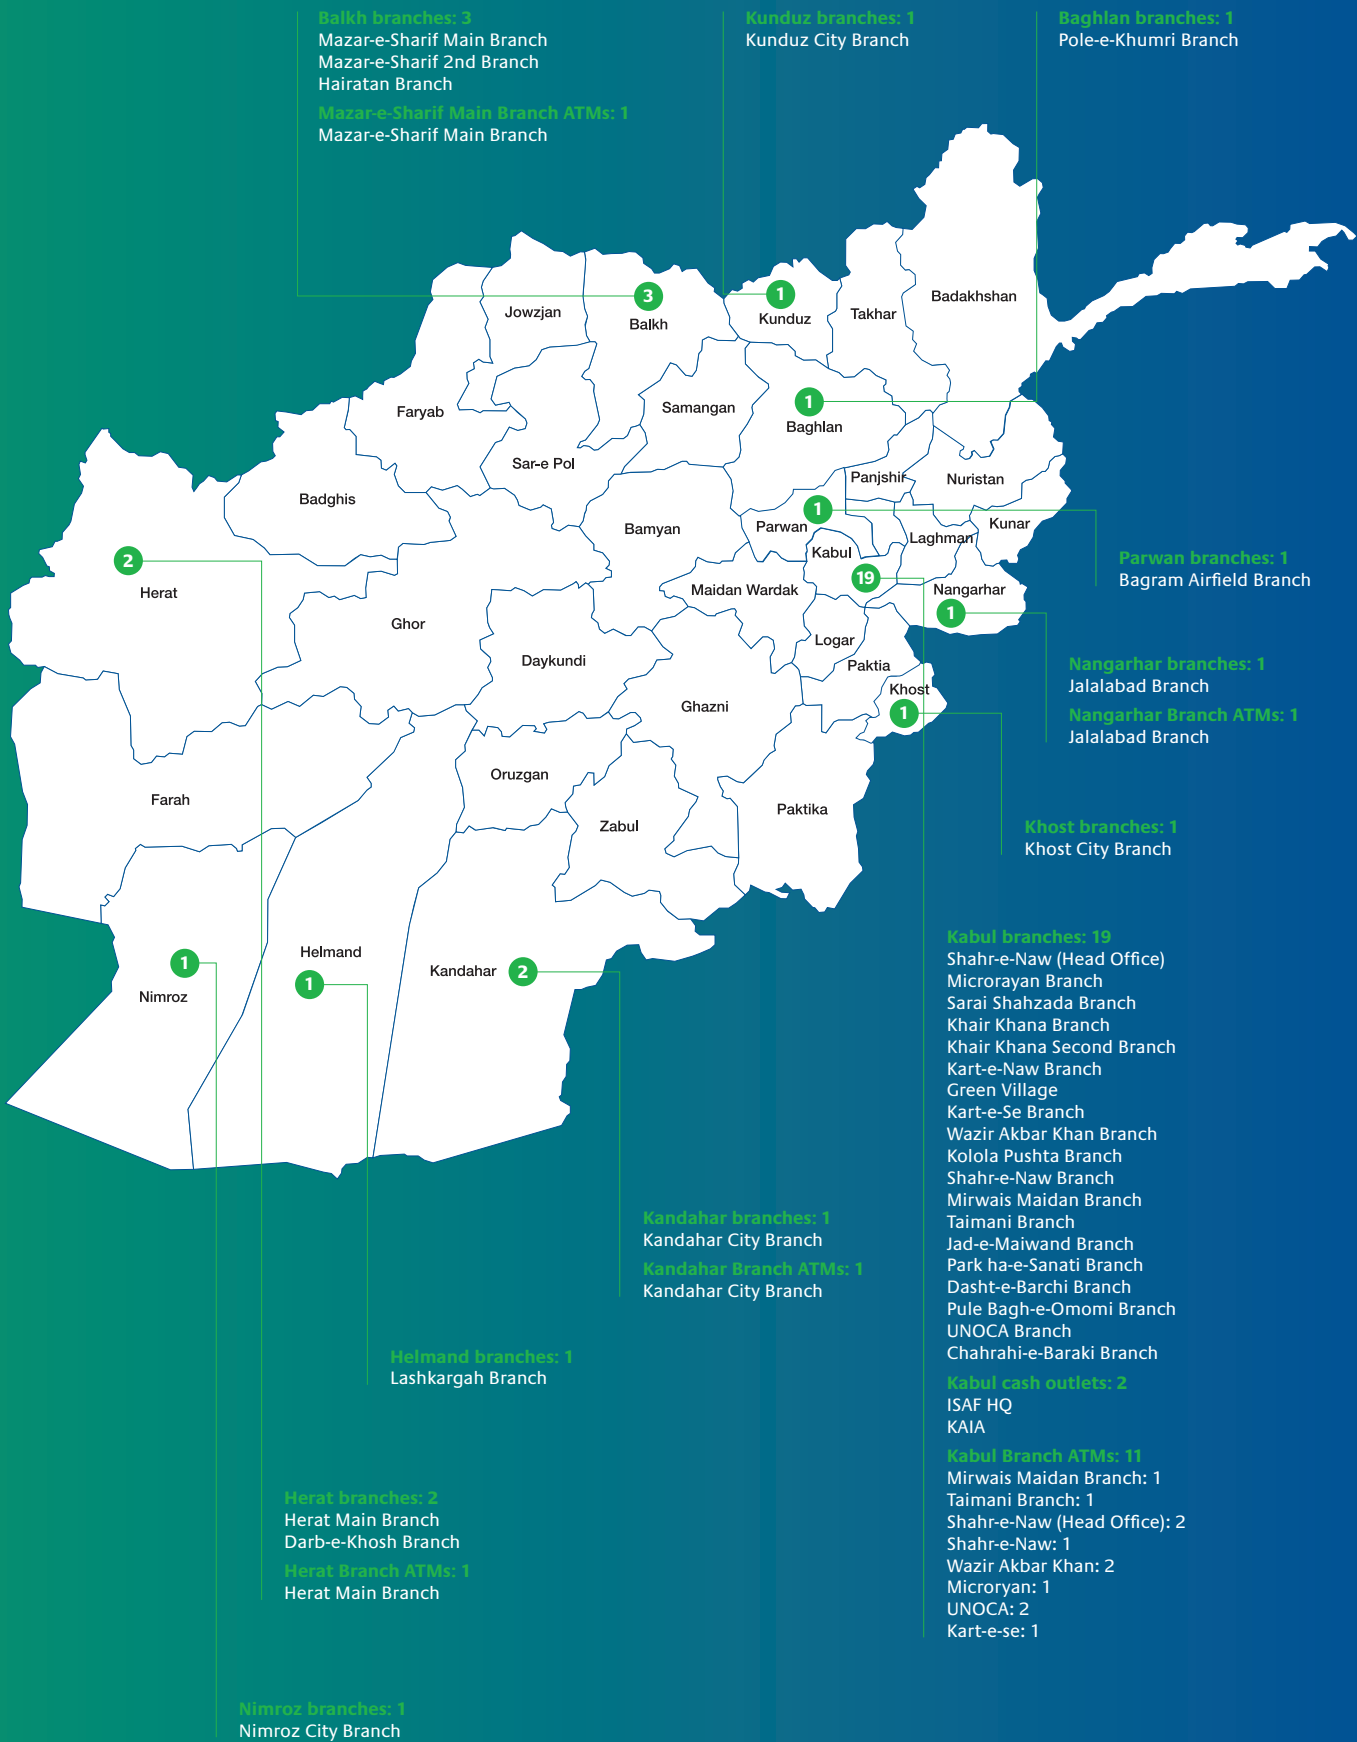 Balkh branches: 3
Mazar-e-Sharif Main Branch
Mazar-e-Sharif 2nd Branch
Hairatan Branch
Mazar-e-Sharif Main Branch ATMs: 1
Mazar-e-Sharif Main Branch
Kunduz branches: 1
Kunduz City Branch
Baghlan branches: 1
Pole-e-Khumri Branch
Badakhshan
3
Balkh
1
Kunduz
Jowzjan
Takhar
1
Baghlan
Samangan
Faryab
Sar-e Pol
Badghis
Panjshir
Nuristan
1
Parwan
Bamyan
Kunar
Laghman
Kabul
19
2
Herat
Maidan Wardak
Nangarhar
1
Ghor
Logar
Daykundi
Paktia
Khost
1
Ghazni
Oruzgan
Farah
Zabul
Paktika
1
Nimroz
Helmand
1
Kandahar
2
Parwan branches: 1
Bagram Airfield Branch
Nangarhar branches: 1
Jalalabad Branch
Nangarhar Branch ATMs: 1
Jalalabad Branch
Khost branches: 1
Khost City Branch
Kabul branches: 19
Shahr-e-Naw (Head Office)
Microrayan Branch
Sarai Shahzada Branch
Khair Khana Branch
Khair Khana Second Branch
Kart-e-Naw Branch
Green Village
Kart-e-Se Branch
Wazir Akbar Khan Branch
Kolola Pushta Branch
Shahr-e-Naw Branch
Mirwais Maidan Branch
Taimani Branch
Jad-e-Maiwand Branch
Park ha-e-Sanati Branch
Dasht-e-Barchi Branch
Pule Bagh-e-Omomi Branch
UNOCA Branch
Chahrahi-e-Baraki Branch
Kabul cash outlets: 2
ISAF HQ
KAIA
Kabul Branch ATMs: 11
Mirwais Maidan Branch: 1
Taimani Branch: 1
Shahr-e-Naw (Head Office): 2
Shahr-e-Naw: 1
Wazir Akbar Khan: 2
Microryan: 1
UNOCA: 2
Kart-e-se: 1
Kandahar branches: 1
Kandahar City Branch
Kandahar Branch ATMs: 1
Kandahar City Branch
Helmand branches: 1
Lashkargah Branch
Herat branches: 2
Herat Main Branch
Darb-e-Khosh Branch
Herat Branch ATMs: 1
Herat Main Branch
Nimroz branches: 1
Nimroz City Branch